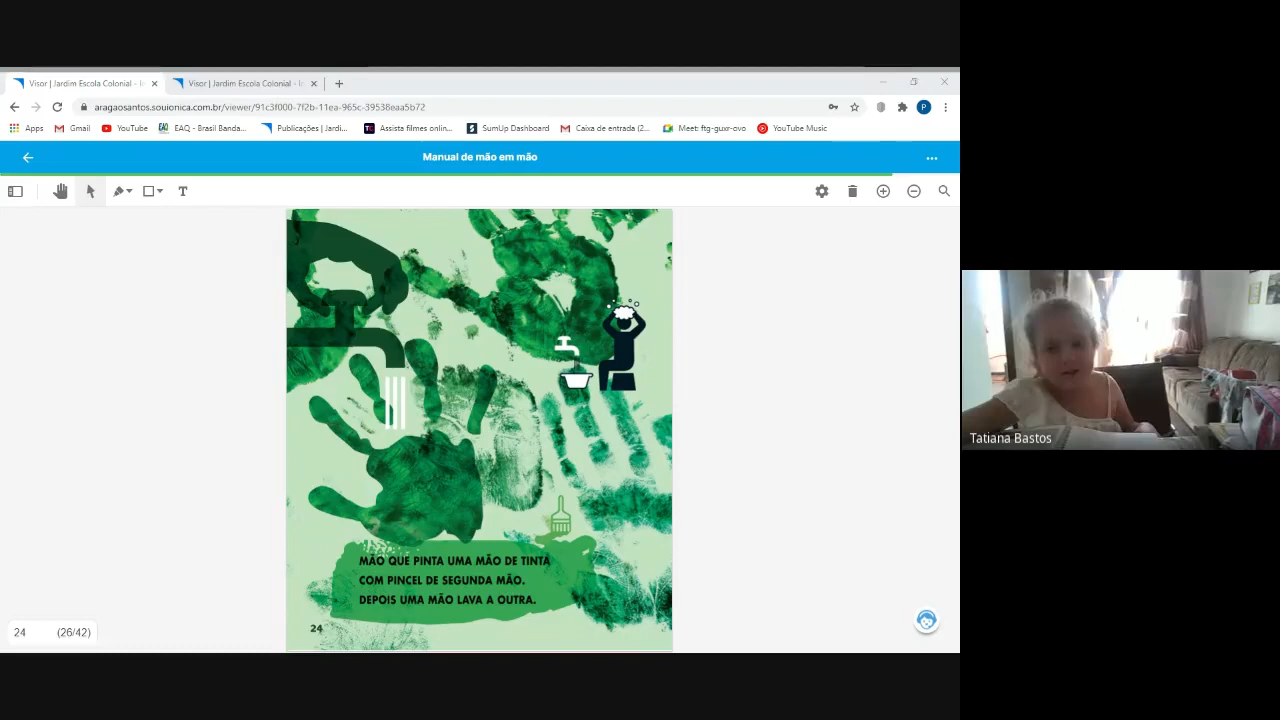 Visor | Jardim Escola Colonial - Io
Visor | Jardim Escola Colonial - Io
aragaosantos.souionica.com.br/viewer/91c3f000-7f2b-11ea-965c-39538eaa5b72
P
Apps
Gmail
YouTube
EAQ - Brasil Banda...
Publicações | Jardi...
Assista filmes onlin...
SumUp Dashboard
Caixa de entrada (2...
Meet: ftg-guxr-ovo
YouTube Music
Manual de mão em mão
T
MÃO QUE PINTA UMA MÃO DE TINTA
COM PINCEL DE SEGUNDA MÃO.
DEPOIS UMA MÃO LAVA A OUTRA.
24
24 (26/42)
Tatiana Bastos